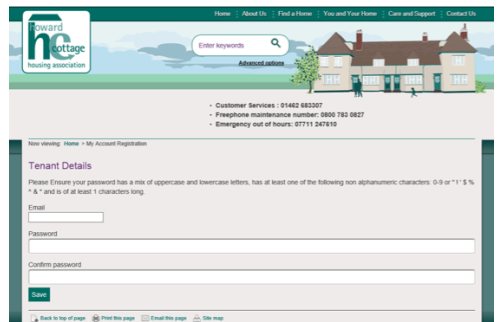 Home About Us Find a Home You and Your Home Care and Support Contact Us
howard
hc
cottage
housing association
Enter keywords
Advanced options
• Customer Services : 01462 683307
• Freephone maintenance number: 0800 783 0827
• Emergency out of hours: 07711 247610
Now viewing: Home > My Account Registration
Tenant Details
Please Ensure your password has a mix of uppercase and lowercase letters, has at least one of the following non alphanumeric characters: 0-9 or * ! ' $ %
^ & * and is of at least 1 characters long.
Email
Password
Confirm password
Save
Back to top of page Print this page Email this page Site map